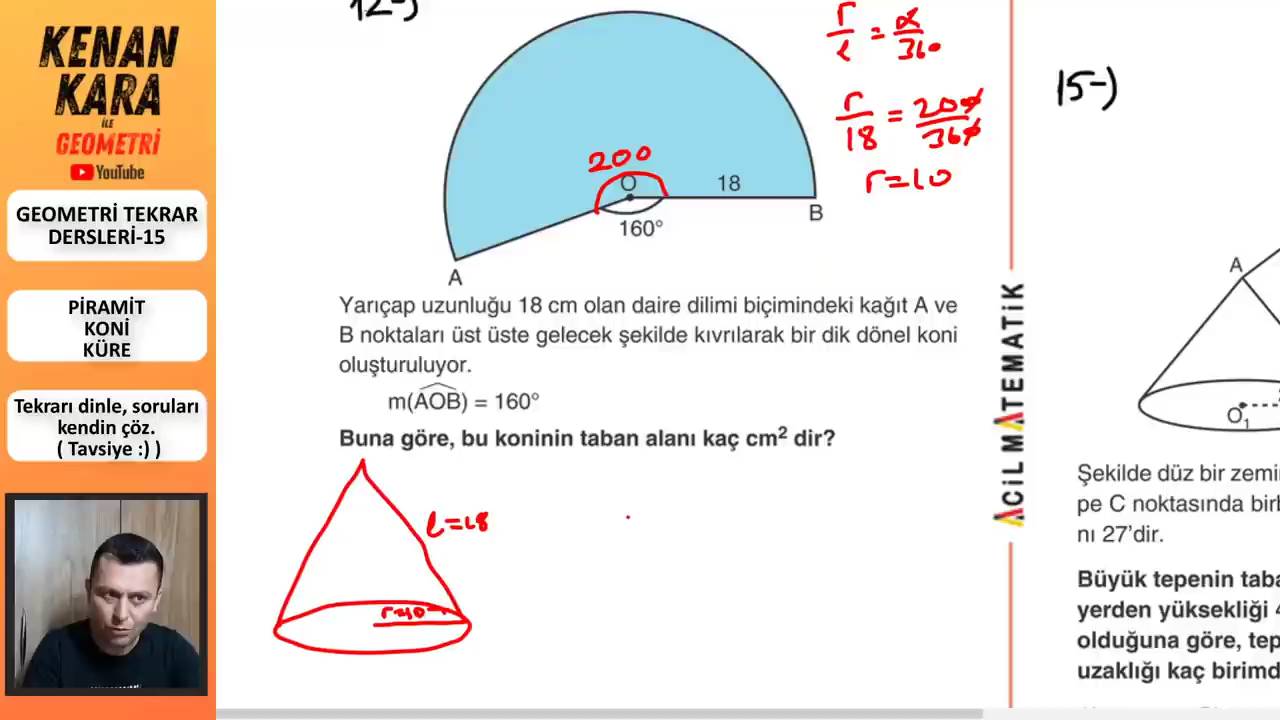 KENAN
KARA
İLE
GEOMETRİ
YouTube
GEOMETRİ TEKRAR
DERSLERİ-15
PİRAMİT
KONİ
KÜRE
Tekrarı dinle, soruları
kendin çöz.
( Tavsiye :) )
12-)
200
O
18
160°
B
A
r/l = α/360
r/18 = 200/360
r=10
Yarıçap uzunluğu 18 cm olan daire dilimi biçimindeki kağıt A ve
B noktaları üst üste gelecek şekilde kıvrılarak bir dik dönel koni
oluşturuluyor.
m(AOB) = 160°
Buna göre, bu koninin taban alanı kaç cm² dir?
l=18
r=10
ACİLMATEMATİK
15-)
A
O1
Şekilde düz bir zemi
pe C noktasında birb
nı 27'dir.
Büyük tepenin taba
yerden yüksekliği 4
olduğuna göre, tep
uzaklığı kaç birimd